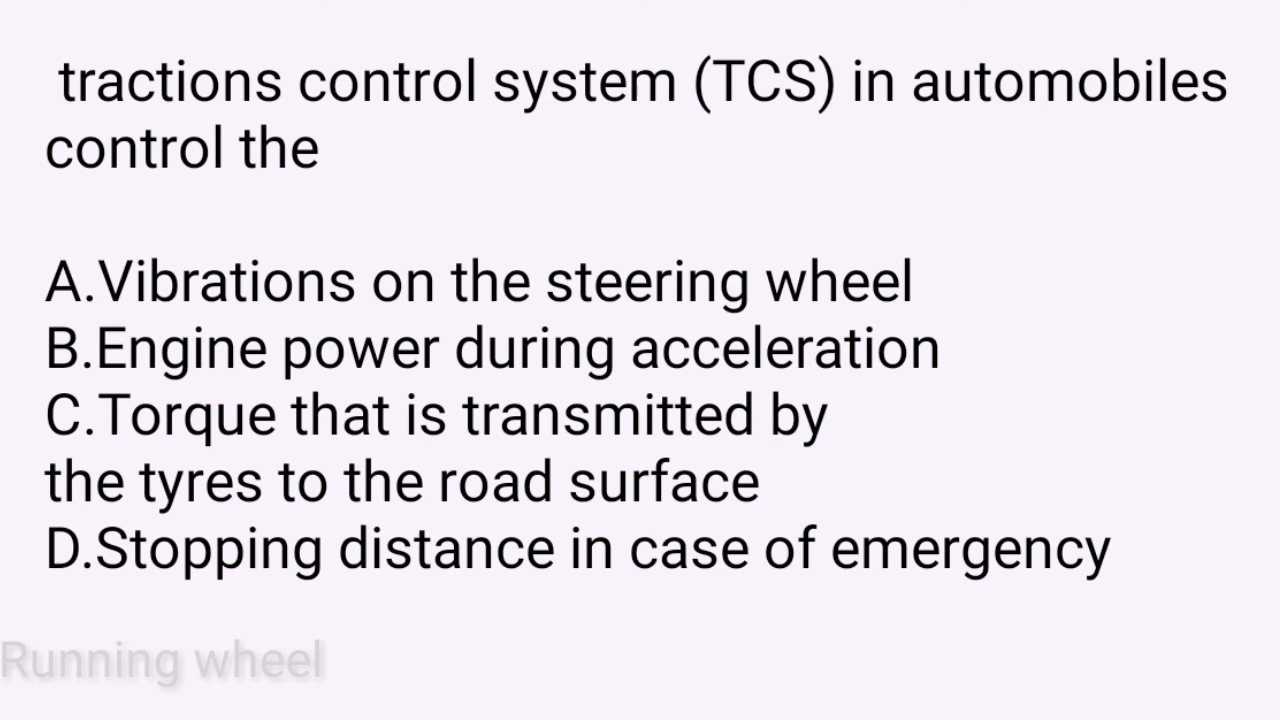 tractions control system (TCS) in automobiles
control the
A.Vibrations on the steering wheel
B.Engine power during acceleration
C.Torque that is transmitted by
the tyres to the road surface
D.Stopping distance in case of emergency
Running wheel